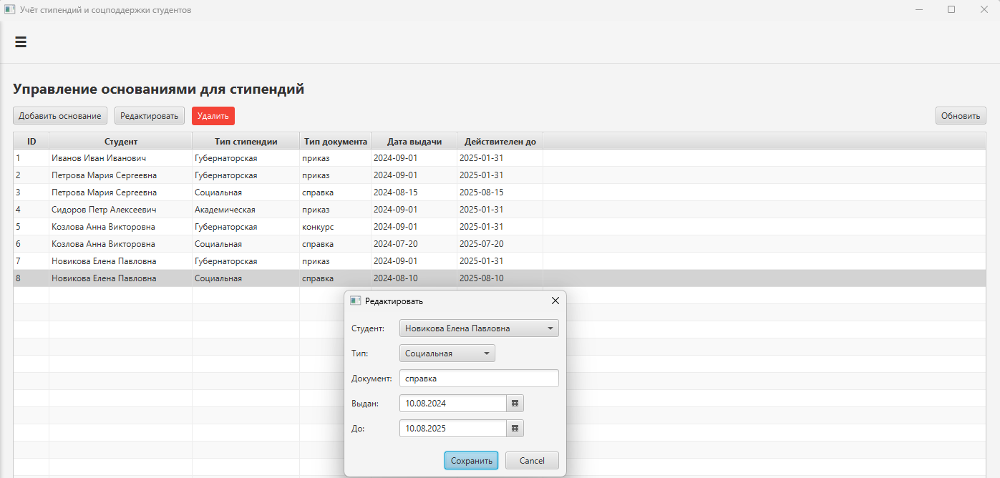 Учёт стипендий и соцподдержки студентов
Управление основаниями для стипендий
Добавить основание Редактировать Удалить Обновить
ID Студент Тип стипендии Тип документа Дата выдачи Действителен до
1 Иванов Иван Иванович Губернаторская приказ 2024-09-01 2025-01-31
2 Петрова Мария Сергеевна Губернаторская приказ 2024-09-01 2025-01-31
3 Петрова Мария Сергеевна Социальная справка 2024-08-15 2025-08-15
4 Сидоров Петр Алексеевич Академическая приказ 2024-09-01 2025-01-31
5 Козлова Анна Викторовна Губернаторская конкурс 2024-09-01 2025-01-31
6 Козлова Анна Викторовна Социальная справка 2024-07-20 2025-07-20
7 Новикова Елена Павловна Губернаторская приказ 2024-09-01 2025-01-31
8 Новикова Елена Павловна Социальная справка 2024-08-10 2025-08-10
Редактировать
Студент: Новикова Елена Павловна
Тип: Социальная
Документ: справка
Выдан: 10.08.2024
До: 10.08.2025
Сохранить Cancel